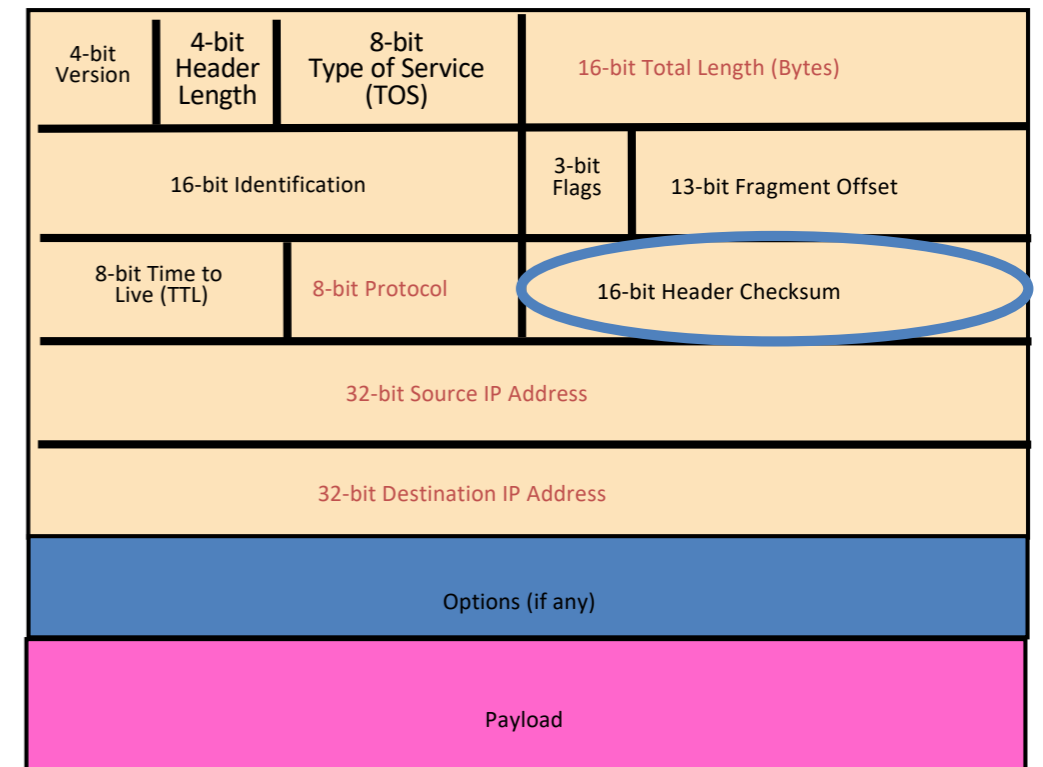 4-bit
Version
4-bit
Header
Length
8-bit
Type of Service
(TOS)
16-bit Total Length (Bytes)
16-bit Identification
3-bit
Flags
13-bit Fragment Offset
8-bit Time to
Live (TTL)
8-bit Protocol
16-bit Header Checksum
32-bit Source IP Address
32-bit Destination IP Address
Options (if any)
Payload